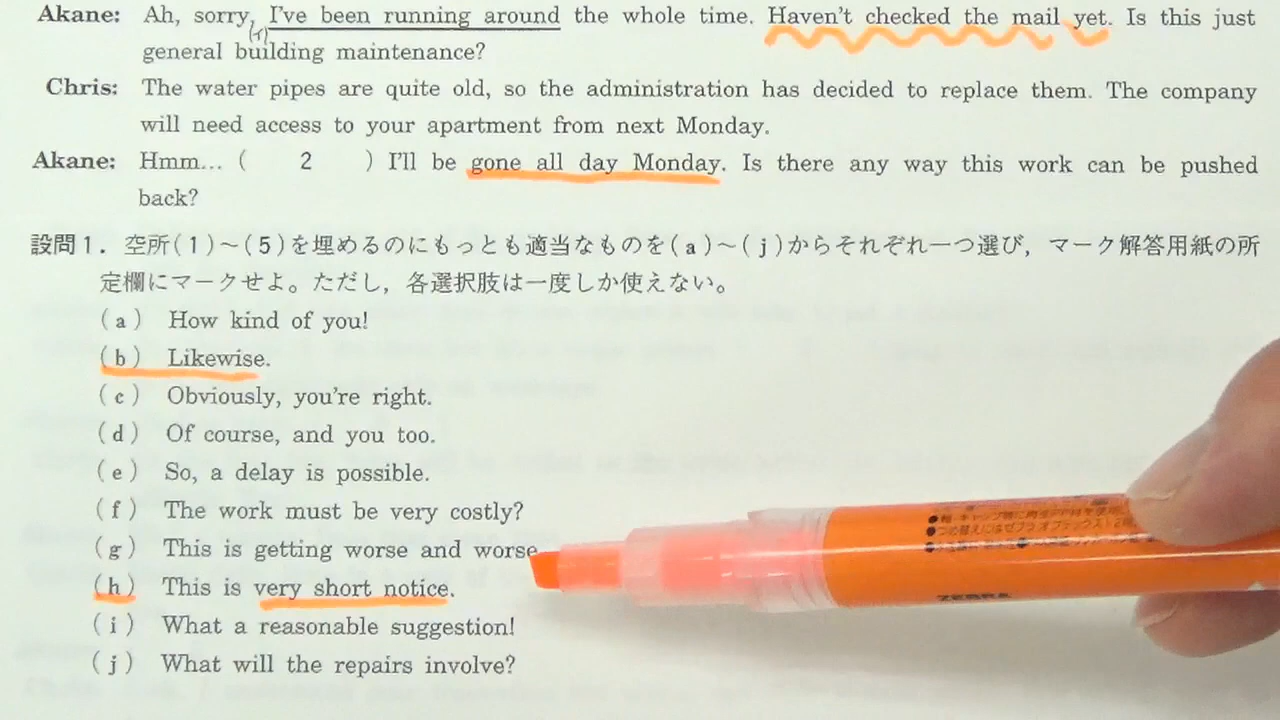 Akane: Ah, sorry, I've been running around the whole time. Haven't checked the mail yet. Is this just
(イ)
general building maintenance?
Chris: The water pipes are quite old, so the administration has decided to replace them. The company
will need access to your apartment from next Monday.
Akane: Hmm... ( 2 ) I'll be gone all day Monday. Is there any way this work can be pushed
back?
設問1. 空所(1)～(5)を埋めるのにもっとも適当なものを(a)～(j)からそれぞれ一つ選び，マーク解答用紙の所
定欄にマークせよ。ただし，各選択肢は一度しか使えない。
(a) How kind of you!
(b) Likewise.
(c) Obviously, you're right.
(d) Of course, and you too.
(e) So, a delay is possible.
(f) The work must be very costly?
(g) This is getting worse and worse
(h) This is very short notice.
(i) What a reasonable suggestion!
(j) What will the repairs involve?
ZEBRA